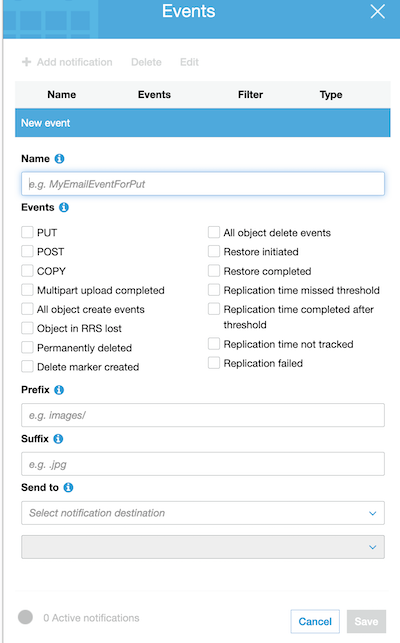 Events
Add notification Delete Edit
Name Events Filter Type
New event
Name
e.g. MyEmailEventForPut
Events
PUT
POST
COPY
Multipart upload completed
All object create events
Object in RRS lost
Permanently deleted
Delete marker created
All object delete events
Restore initiated
Restore completed
Replication time missed threshold
Replication time completed after
threshold
Replication time not tracked
Replication failed
Prefix
e.g. images/
Suffix
e.g. .jpg
Send to
Select notification destination
0 Active notifications
Cancel Save